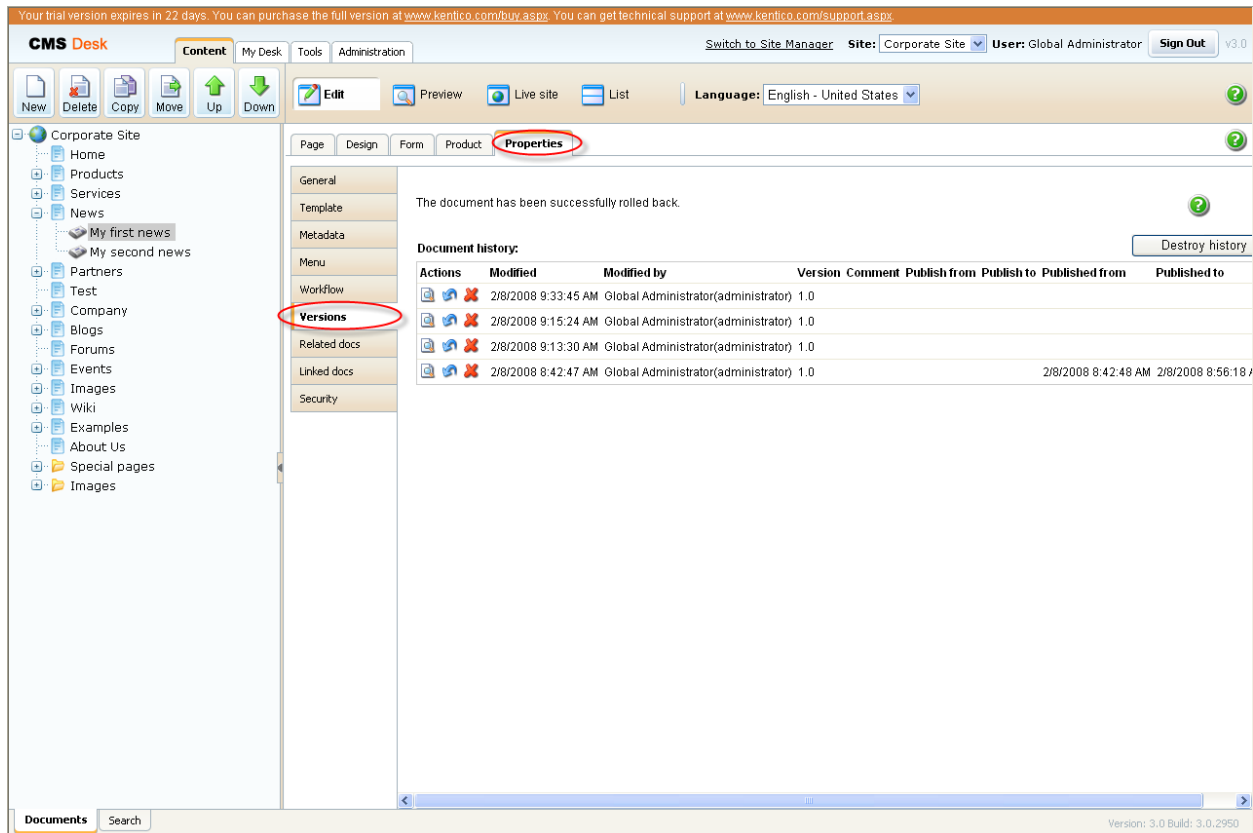 Your trial version expires in 22 days. You can purchase the full version at www.kentico.com/buy.aspx. You can get technical support at www.kentico.com/support.aspx.
CMS Desk
Content My Desk Tools Administration
Switch to Site Manager Site: Corporate Site User: Global Administrator Sign Out v3.0
New Delete Copy Move Up Down
Edit Preview Live site List Language: English - United States
Corporate Site
Home
Products
Services
News
My first news
My second news
Partners
Test
Company
Blogs
Forums
Events
Images
Wiki
Examples
About Us
Special pages
Images
Page Design Form Product Properties
General
Template
Metadata
Menu
Workflow
Versions
Related docs
Linked docs
Security
The document has been successfully rolled back.
Document history: Destroy history
Actions Modified Modified by Version Comment Publish from Publish to Published from Published to
2/8/2008 9:33:45 AM Global Administrator(administrator) 1.0
2/8/2008 9:15:24 AM Global Administrator(administrator) 1.0
2/8/2008 9:13:30 AM Global Administrator(administrator) 1.0
2/8/2008 8:42:47 AM Global Administrator(administrator) 1.0 2/8/2008 8:42:48 AM 2/8/2008 8:56:18 A
Documents Search
Version: 3.0 Build: 3.0.2950